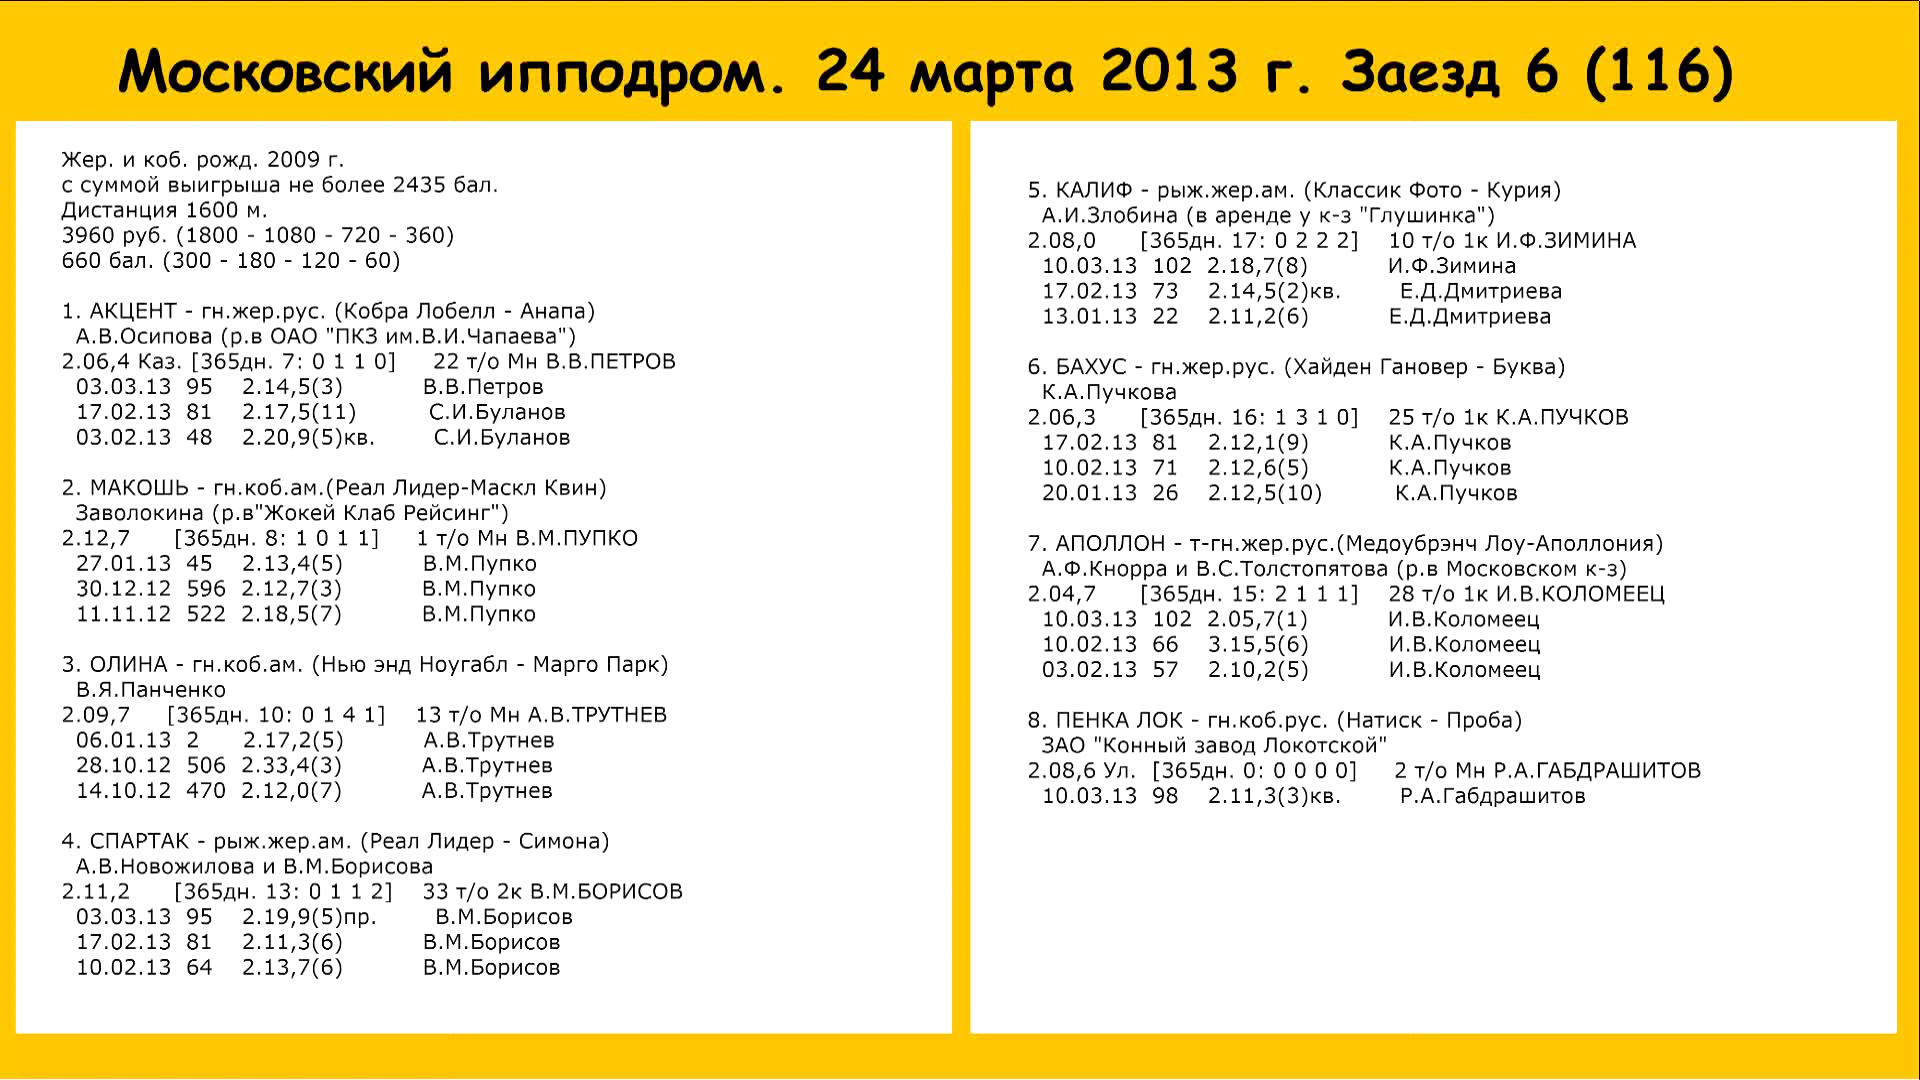 Московский ипподром. 24 марта 2013 г. Заезд 6 (116)
Жер. и коб. рожд. 2009 г.
с суммой выигрыша не более 2435 бал.
Дистанция 1600 м.
3960 руб. (1800 - 1080 - 720 - 360)
660 бал. (300 - 180 - 120 - 60)
1. АКЦЕНТ - гн.жер.рус. (Кобра Лобелл - Анапа)
А.В.Осипова (р.в ОАО "ПКЗ им.В.И.Чапаева")
2.06,4 Каз. [365дн. 7: 0 1 1 0] 22 т/о Мн В.В.ПЕТРОВ
03.03.13 95 2.14,5(3) В.В.Петров
17.02.13 81 2.17,5(11) С.И.Буланов
03.02.13 48 2.20,9(5)кв. С.И.Буланов
2. МАКОШЬ - гн.коб.ам.(Реал Лидер-Маскл Квин)
Заволокина (р.в"Жокей Клаб Рейсинг")
2.12,7 [365дн. 8: 1 0 1 1] 1 т/о Мн В.М.ПУПКО
27.01.13 45 2.13,4(5) В.М.Пупко
30.12.12 596 2.12,7(3) В.М.Пупко
11.11.12 522 2.18,5(7) В.М.Пупко
3. ОЛИНА - гн.коб.ам. (Нью энд Ноугабл - Марго Парк)
В.Я.Панченко
2.09,7 [365дн. 10: 0 1 4 1] 13 т/о Мн А.В.ТРУТНЕВ
06.01.13 2 2.17,2(5) А.В.Трутнев
28.10.12 506 2.33,4(3) А.В.Трутнев
14.10.12 470 2.12,0(7) А.В.Трутнев
4. СПАРТАК - рыж.жер.ам. (Реал Лидер - Симона)
А.В.Новожилова и В.М.Борисова
2.11,2 [365дн. 13: 0 1 1 2] 33 т/о 2к В.М.БОРИСОВ
03.03.13 95 2.19,9(5)пр. В.М.Борисов
17.02.13 81 2.11,3(6) В.М.Борисов
10.02.13 64 2.13,7(6) В.М.Борисов
5. КАЛИФ - рыж.жер.ам. (Классик Фото - Курия)
А.И.Злобина (в аренде у к-з "Глушинка")
2.08,0 [365дн. 17: 0 2 2 2] 10 т/о 1к И.Ф.ЗИМИНА
10.03.13 102 2.18,7(8) И.Ф.Зимина
17.02.13 73 2.14,5(2)кв. Е.Д.Дмитриева
13.01.13 22 2.11,2(6) Е.Д.Дмитриева
6. БАХУС - гн.жер.рус. (Хайден Гановер - Буква)
К.А.Пучкова
2.06,3 [365дн. 16: 1 3 1 0] 25 т/о 1к К.А.ПУЧКОВ
17.02.13 81 2.12,1(9) К.А.Пучков
10.02.13 71 2.12,6(5) К.А.Пучков
20.01.13 26 2.12,5(10) К.А.Пучков
7. АПОЛЛОН - т-гн.жер.рус.(Медоубрэнч Лоу-Аполлония)
А.Ф.Кнорра и В.С.Толстопятова (р.в Московском к-з)
2.04,7 [365дн. 15: 2 1 1 1] 28 т/о 1к И.В.КОЛОМЕЕЦ
10.03.13 102 2.05,7(1) И.В.Коломеец
10.02.13 66 3.15,5(6) И.В.Коломеец
03.02.13 57 2.10,2(5) И.В.Коломеец
8. ПЕНКА ЛОК - гн.коб.рус. (Натиск - Проба)
ЗАО "Конный завод Локотской"
2.08,6 Ул. [365дн. 0: 0 0 0 0] 2 т/о Мн Р.А.ГАБДРАШИТОВ
10.03.13 98 2.11,3(3)кв. Р.А.Габдрашитов